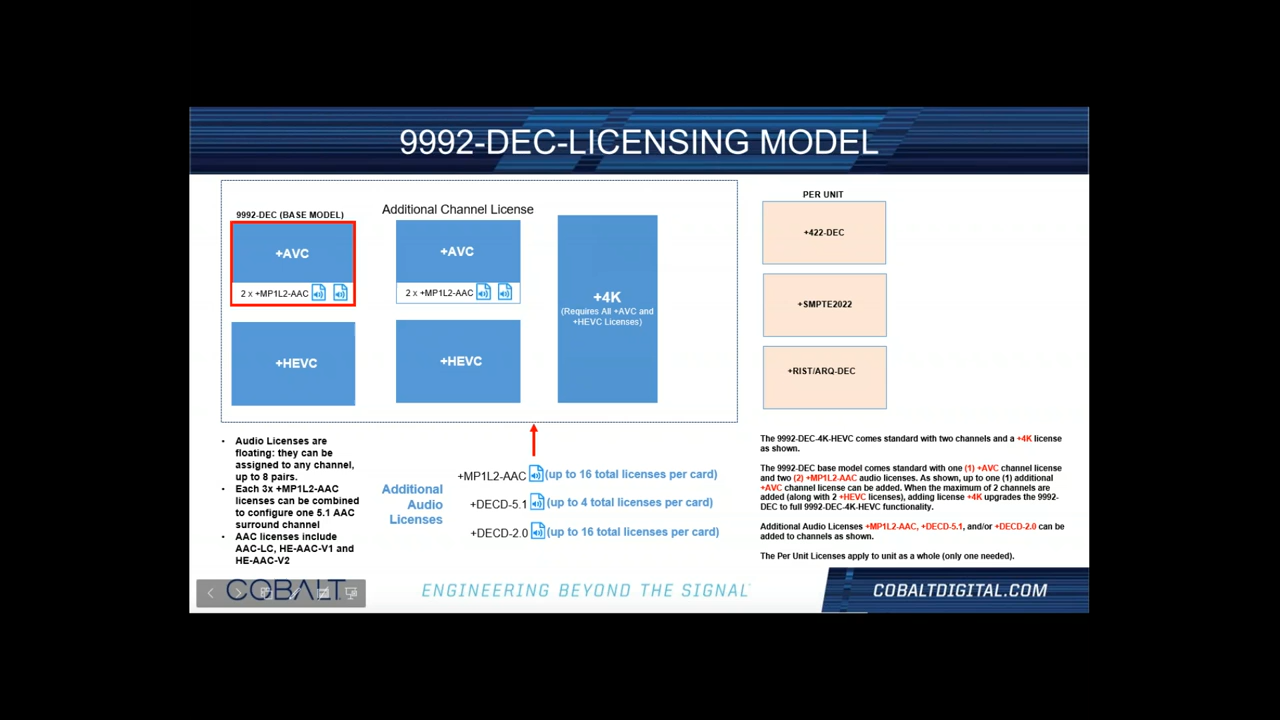 9992-DEC-LICENSING MODEL
9992-DEC (BASE MODEL)
+AVC
2 x +MP1L2-AAC
+HEVC
Additional Channel License
+AVC
2 x +MP1L2-AAC
+HEVC
+4K
(Requires All +AVC and
+HEVC Licenses)
PER UNIT
+422-DEC
+SMPTE2022
+RIST/ARQ-DEC
• Audio Licenses are
floating: they can be
assigned to any channel,
up to 8 pairs.
• Each 3x +MP1L2-AAC
licenses can be combined
to configure one 5.1 AAC
surround channel
• AAC licenses include
AAC-LC, HE-AAC-V1 and
HE-AAC-V2
Additional
Audio
Licenses
+MP1L2-AAC (up to 16 total licenses per card)
+DECD-5.1 (up to 4 total licenses per card)
+DECD-2.0 (up to 16 total licenses per card)
The 9992-DEC-4K-HEVC comes standard with two channels and a +4K license
as shown.
The 9992-DEC base model comes standard with one (1) +AVC channel license
and two (2) +MP1L2-AAC audio licenses. As shown, up to one (1) additional
+AVC channel license can be added. When the maximum of 2 channels are
added (along with 2 +HEVC licenses), adding license +4K upgrades the 9992-
DEC to full 9992-DEC-4K-HEVC functionality.
Additional Audio Licenses +MP1L2-AAC, +DECD-5.1, and/or +DECD-2.0 can be
added to channels as shown.
The Per Unit Licenses apply to unit as a whole (only one needed).
COBALT
ENGINEERING BEYOND THE SIGNAL
COBALTDIGITAL.COM